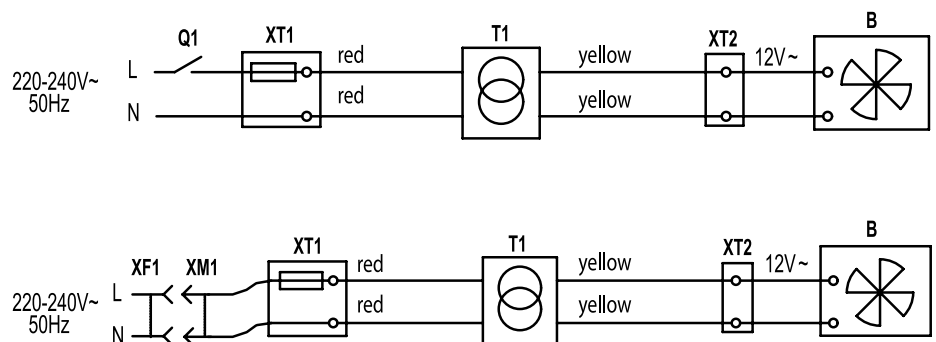 Q1 XT1 red T1 yellow XT2 12V~ B
220-240V~ L
50Hz
N red yellow
XF1 XM1 XT1 red T1 yellow XT2 12V~ B
220-240V~ L
50Hz
N red yellow